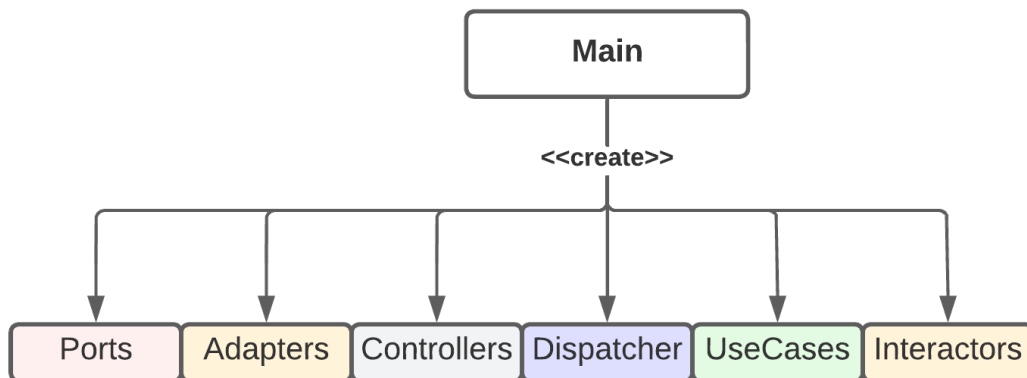 Main
<<create>>
Ports
Adapters
Controllers
Dispatcher
UseCases
Interactors